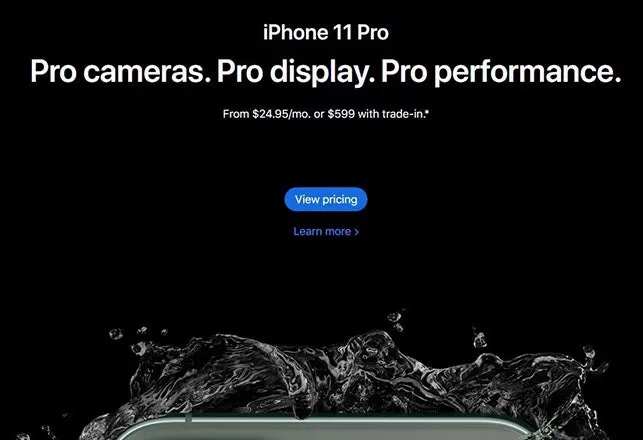 iPhone 11 Pro
Pro cameras. Pro display. Pro performance.
From $24.95/mo. or $599 with trade-in.*
View pricing
Learn more >